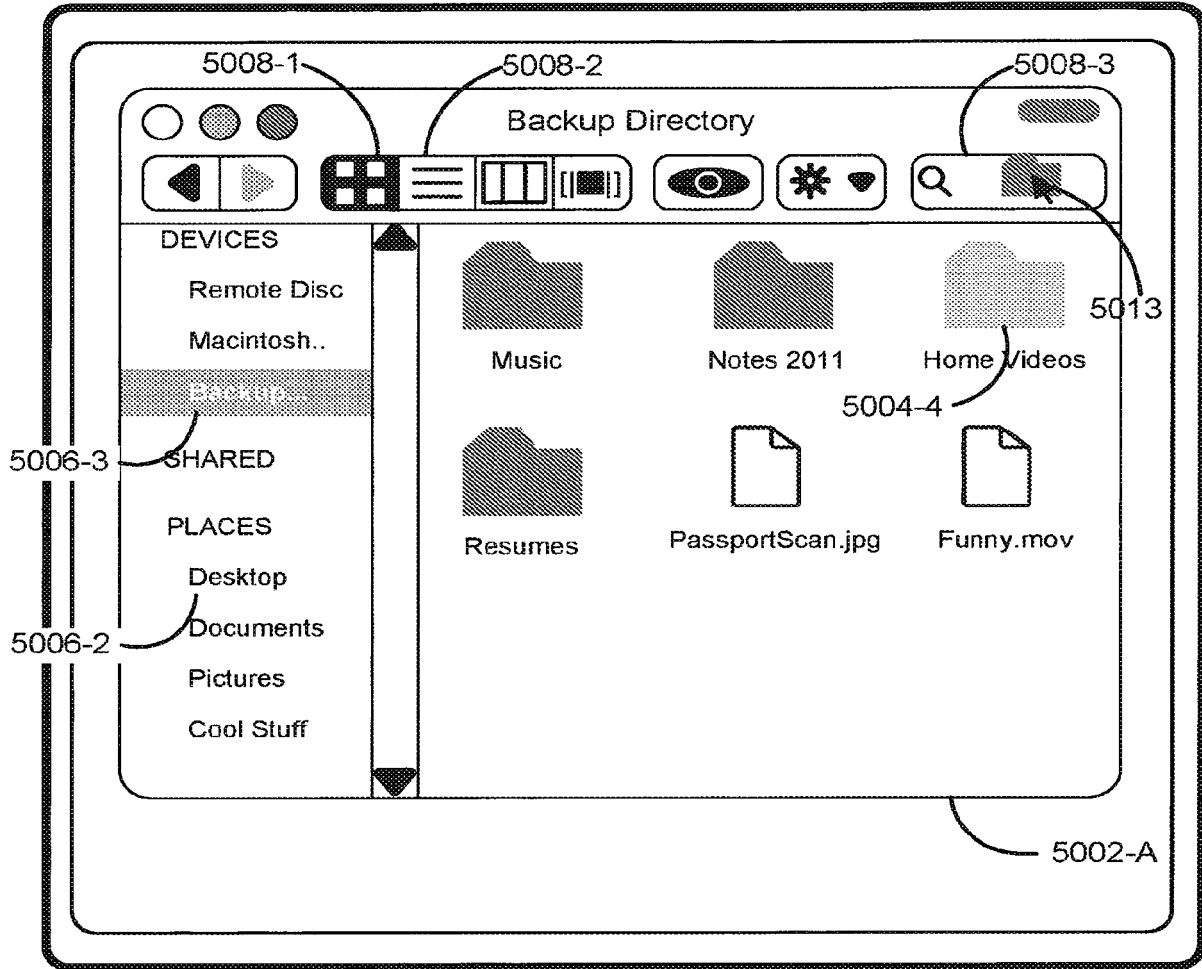 5008-1
5008-2
5008-3
Backup Directory
DEVICES
Remote Disc
Macintosh..
Backup...
SHARED
PLACES
Desktop
Documents
Pictures
Cool Stuff
5006-3
5006-2
Music
Notes 2011
Home Videos
5013
5004-4
Resumes
PassportScan.jpg
Funny.mov
5002-A